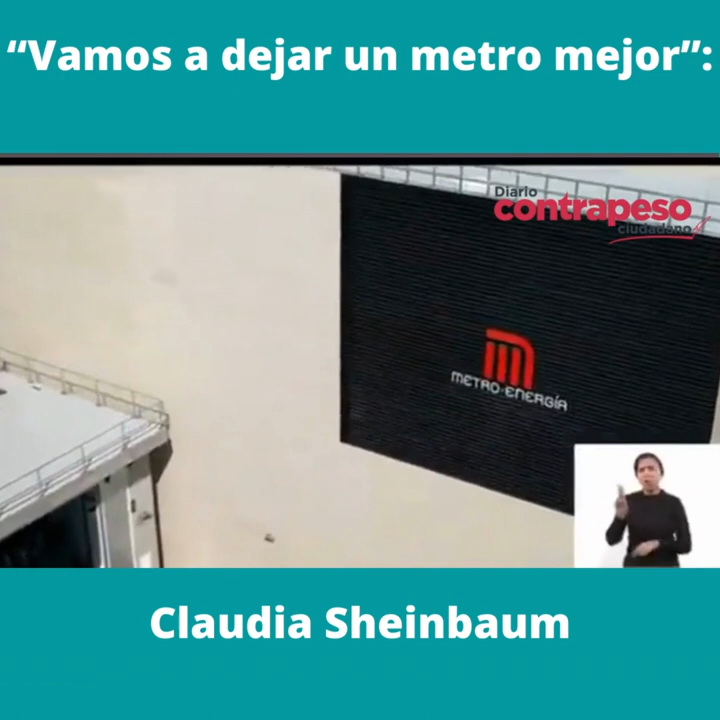 “Vamos a dejar un metro mejor”:
Diario
contrapeso
ciudadano
METRO-ENERGÍA
Claudia Sheinbaum